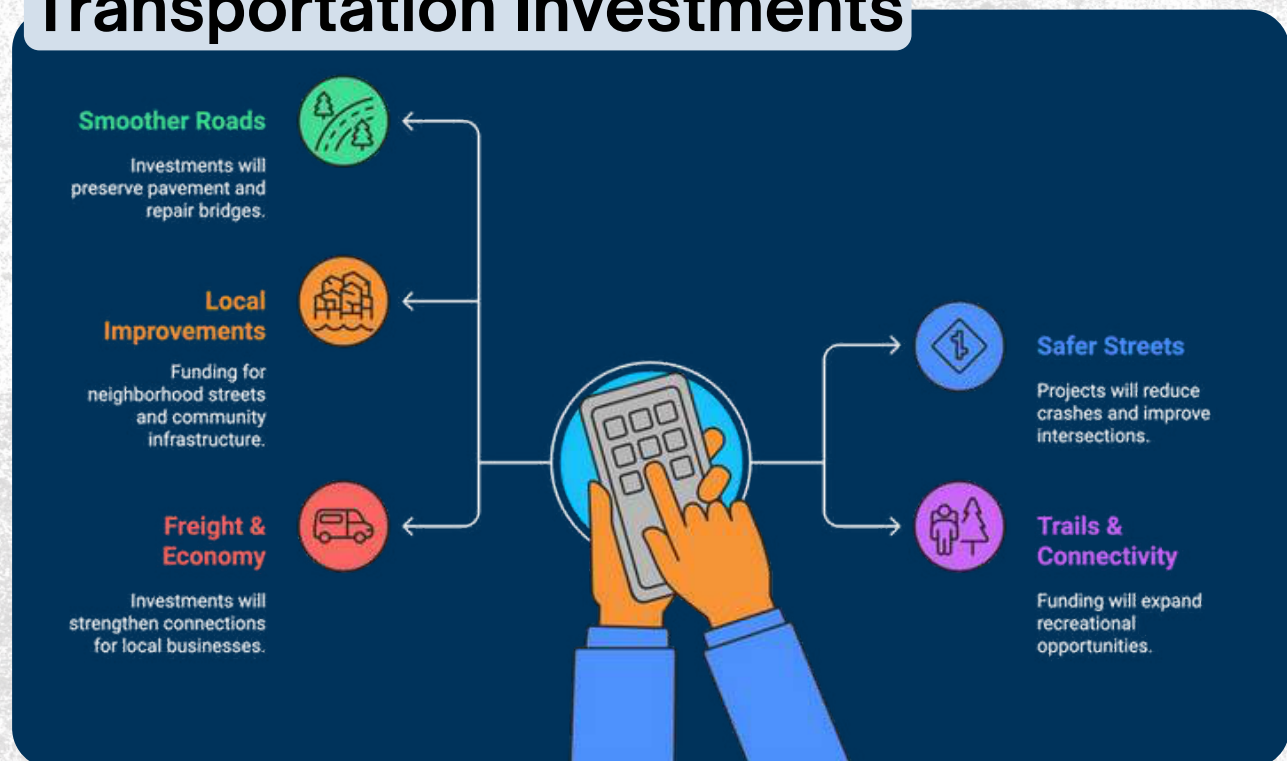 Transportation Investments
Smoother Roads
Investments will
preserve pavement and
repair bridges.
Local
Improvements
Funding for
neighborhood streets
and community
infrastructure.
Freight &
Economy
Investments will
strengthen connections
for local businesses.
Safer Streets
Projects will reduce
crashes and improve
intersections.
Trails &
Connectivity
Funding will expand
recreational
opportunities.